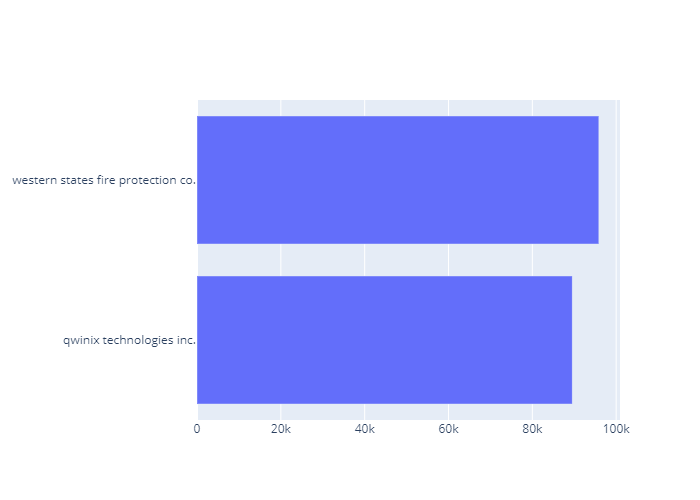 western states fire protection co.
qwinix technologies inc.
0 20k 40k 60k 80k 100k